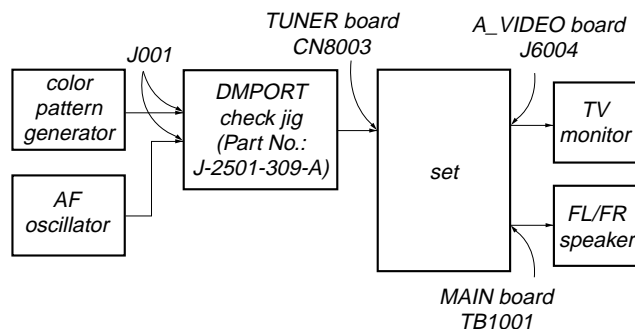 TUNER board
CN8003
A_VIDEO board
J6004
J001
color
pattern
generator
DMPORT
check jig
(Part No.:
J-2501-309-A)
set
TV
monitor
AF
oscillator
FL/FR
speaker
MAIN board
TB1001